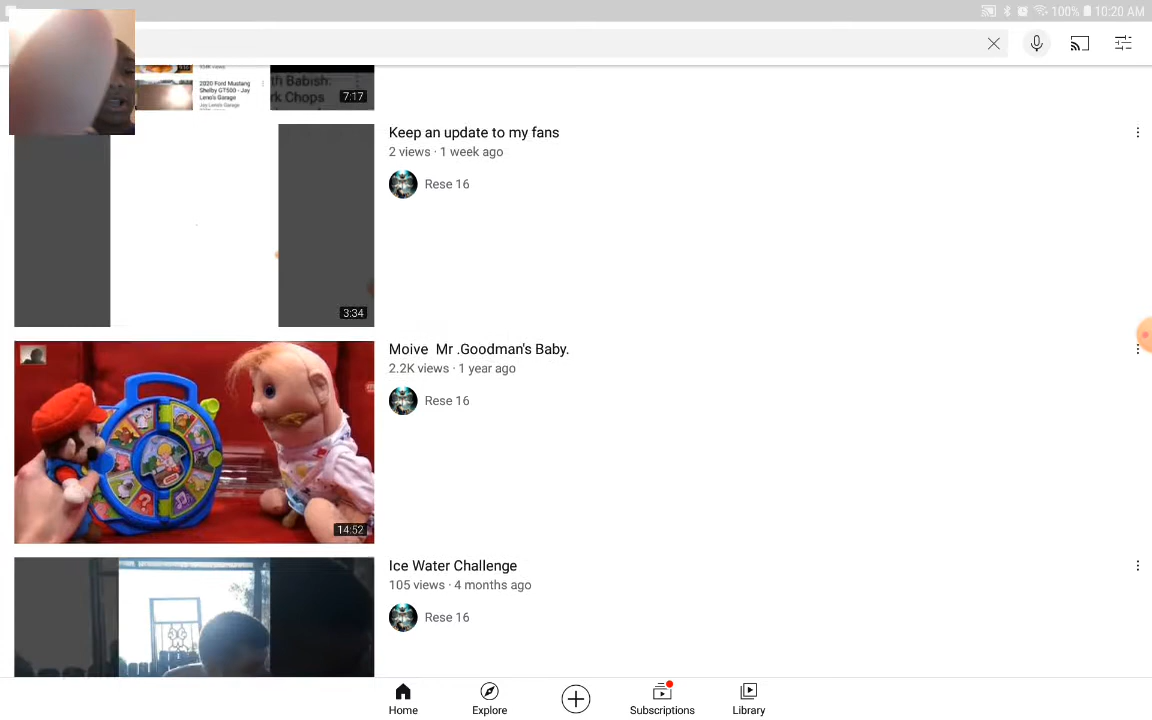 100% 10:20 AM
2020 Ford Mustang
Shelby GT500 - Jay
Leno's Garage
Jay Leno's Garage
th Babish:
rk Chops
7:17
Keep an update to my fans
2 views · 1 week ago
Rese 16
3:34
Moive  Mr .Goodman's Baby.
2.2K views · 1 year ago
Rese 16
14:52
Ice Water Challenge
105 views · 4 months ago
Rese 16
Home
Explore
Subscriptions
Library